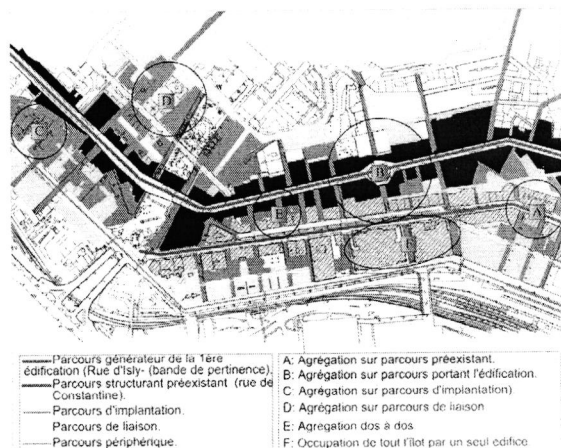 D
C
B
E
A
F
Parcours générateur de la 1ère
édification (Rue d'Isly- (bande de pertinence).
Parcours structurant préexistant (rue de
Constantine).
Parcours d'implantation.
Parcours de liaison.
Parcours périphérique.
A: Agrégation sur parcours préexistant.
B: Agrégation sur parcours portant l'édification.
C: Agrégation sur parcours d'implantation)
D: Agrégation sur parcours de liaison
E: Agrégation dos à dos
F: Occupation de tout l'îlot par un seul édifice